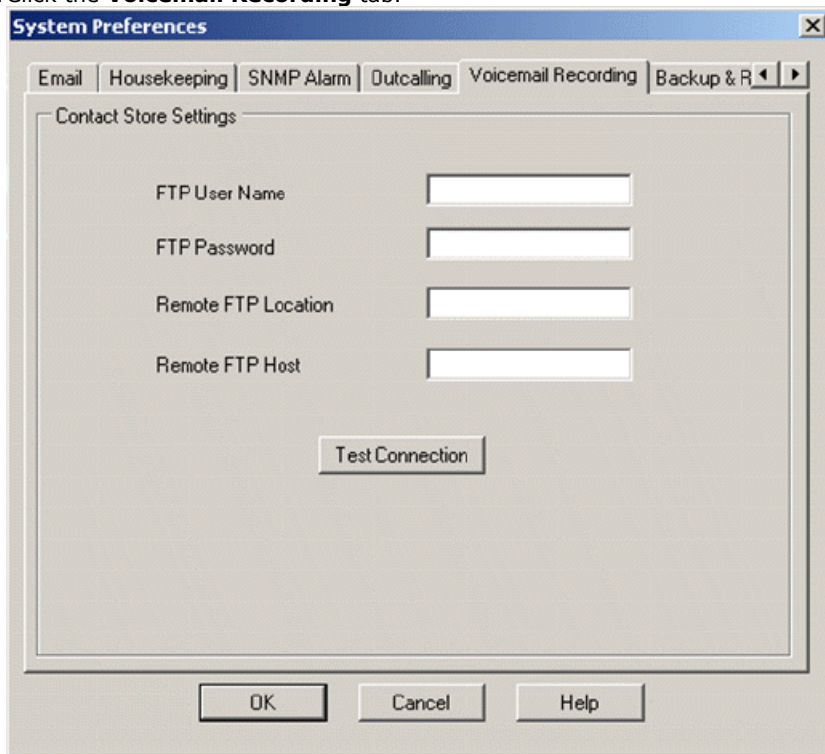 Click the Voicemail Recording tab.
System Preferences
Email Housekeeping SNMP Alarm Outcalling Voicemail Recording Backup & R
Contact Store Settings
FTP User Name
FTP Password
Remote FTP Location
Remote FTP Host
Test Connection
OK Cancel Help